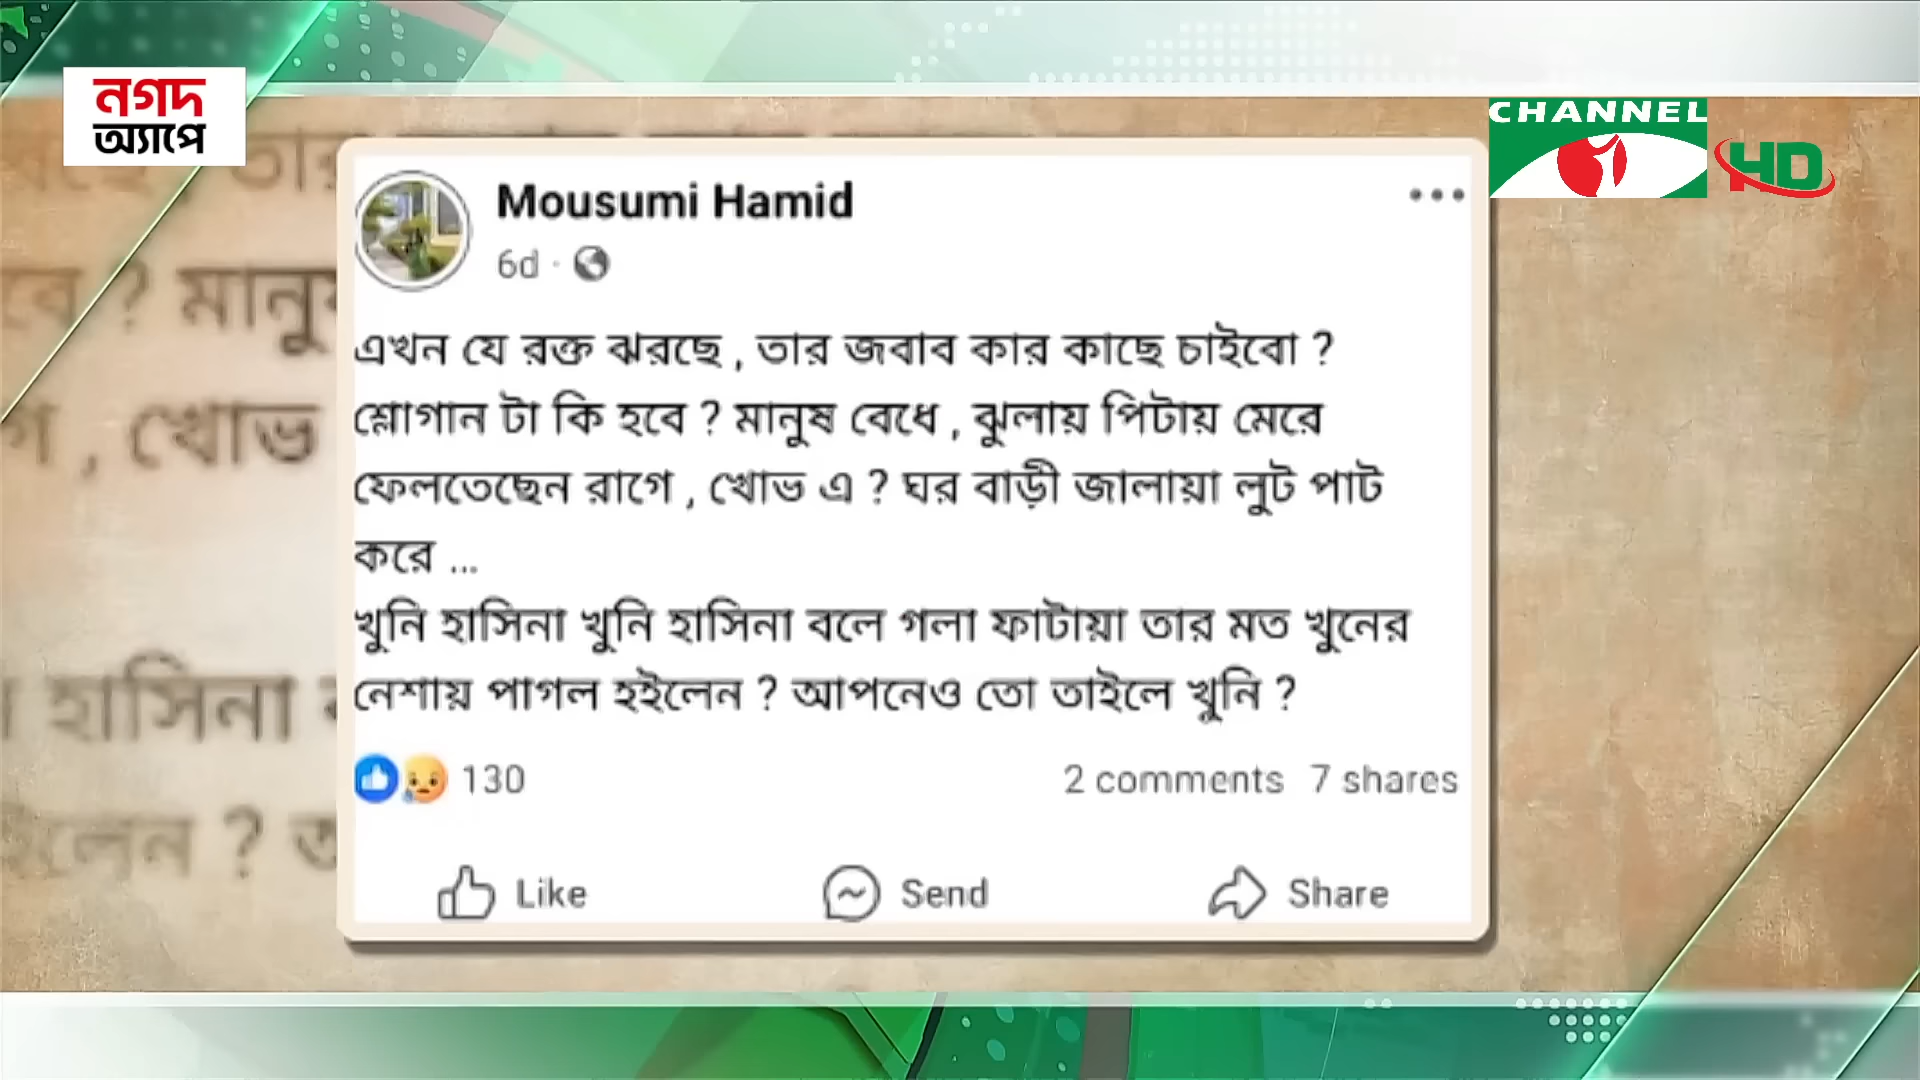 নগদ
অ্যাপে
CHANNEL
i
HD
Mousumi Hamid
6d
এখন যে রক্ত ঝরছে , তার জবাব কার কাছে চাইবো ?
শ্লোগান টা কি হবে ? মানুষ বেধে , ঝুলায় পিটায় মেরে
ফেলতেছেন রাগে , খোভ এ ? ঘর বাড়ী জালায়া লুট পাট
করে ...
খুনি হাসিনা খুনি হাসিনা বলে গলা ফাটায়া তার মত খুনের
নেশায় পাগল হইলেন ? আপনেও তো তাইলে খুনি ?
130
2 comments 7 shares
Like
Send
Share